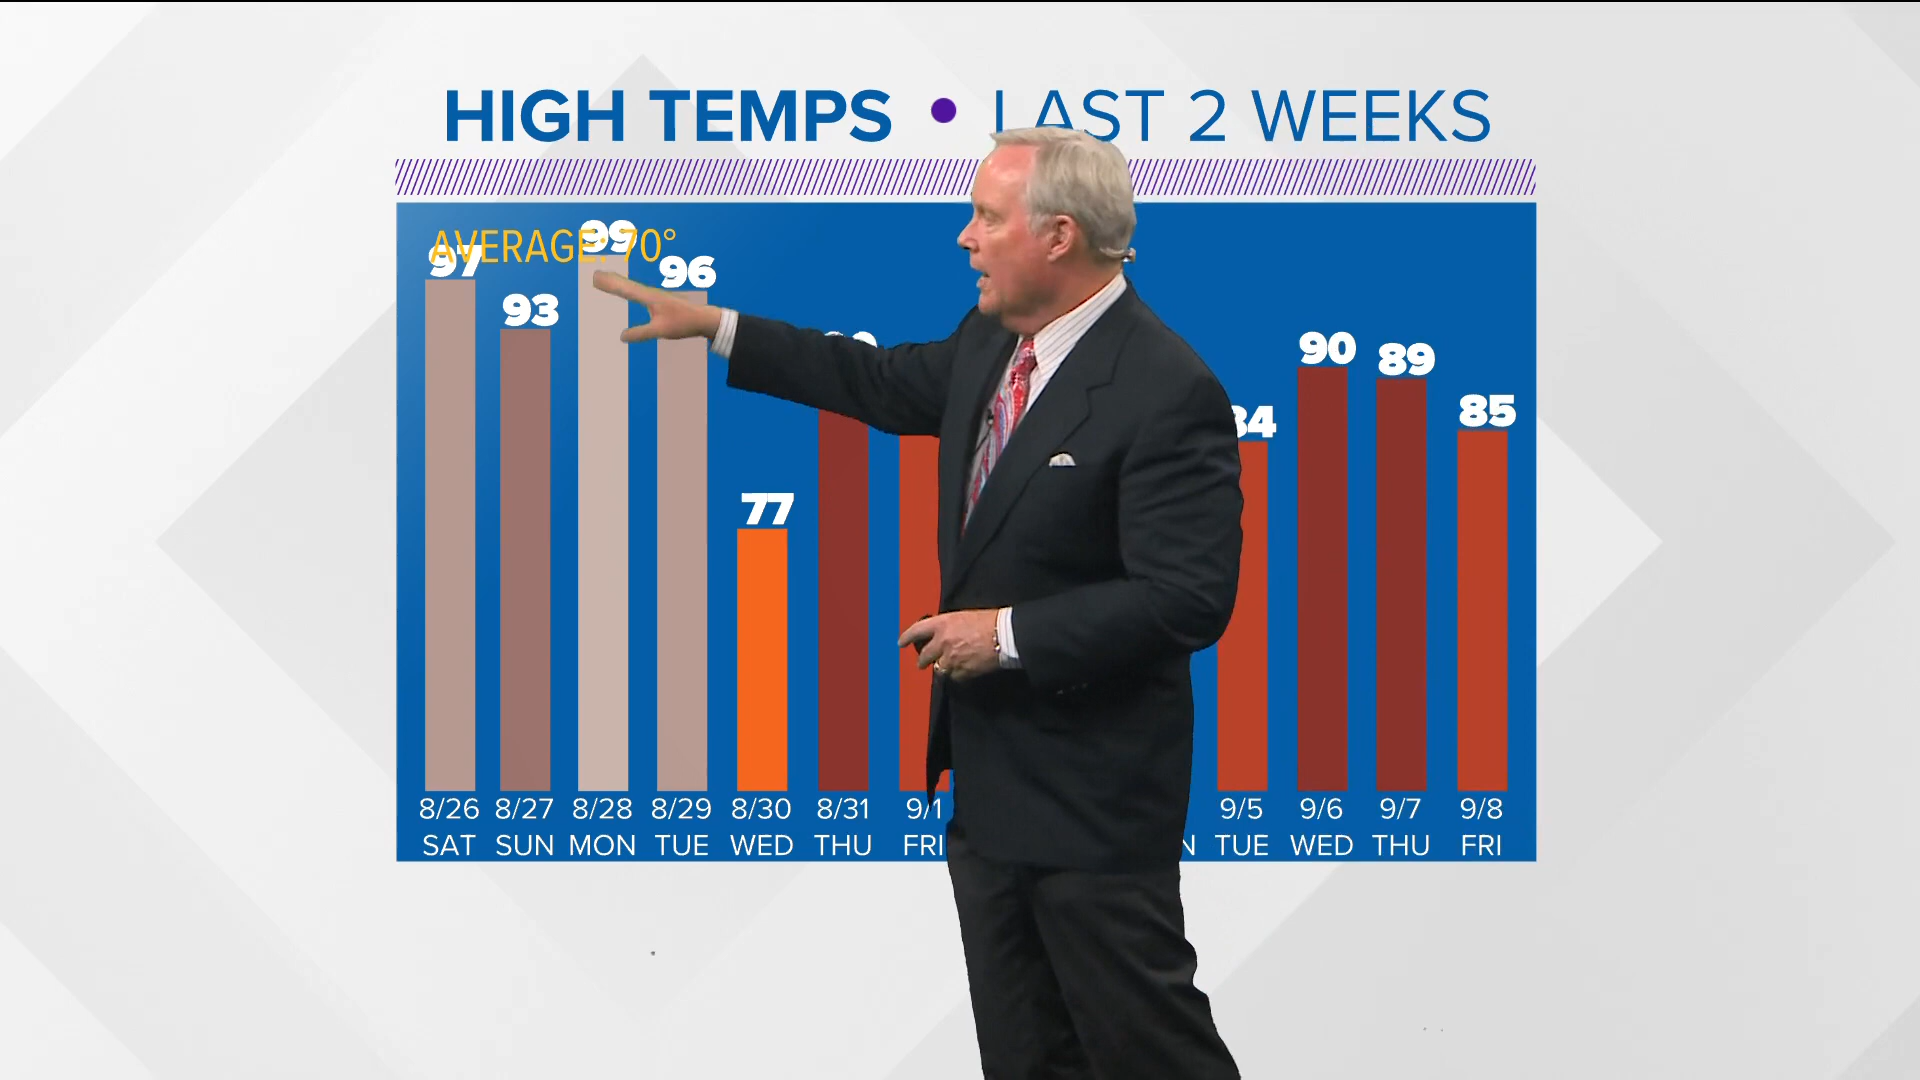 HIGH TEMPS • LAST 2 WEEKS
AVERAGE: 70°
97 93 99 96 77 84 90 89 85
8/26 8/27 8/28 8/29 8/30 8/31 9/1 9/5 9/6 9/7 9/8
SAT SUN MON TUE WED THU FRI N TUE WED THU FRI